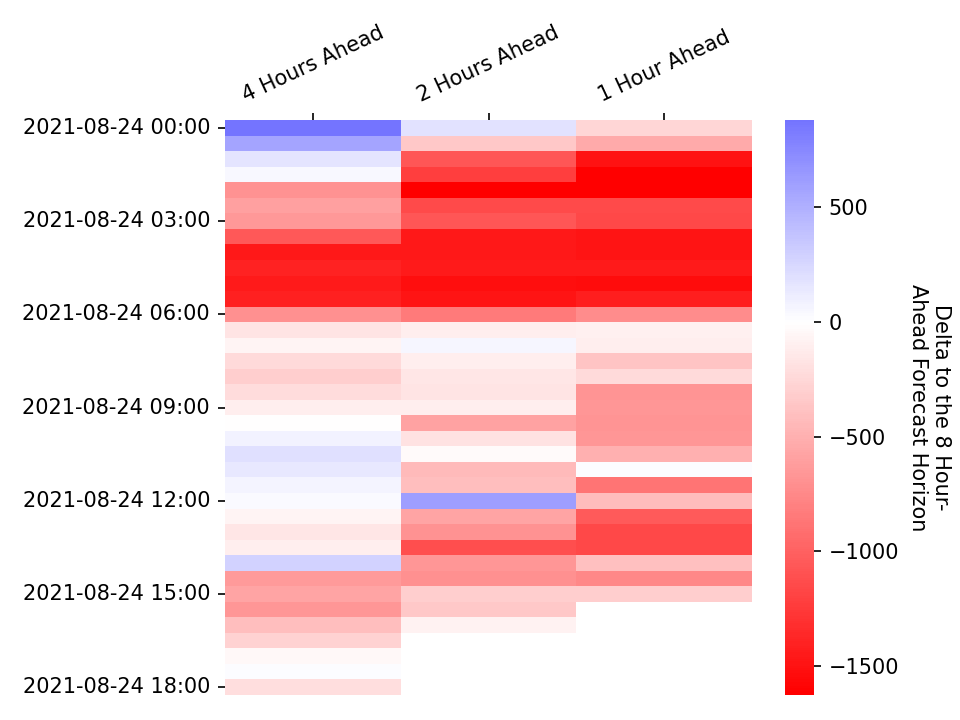 4 Hours Ahead
2 Hours Ahead
1 Hour Ahead
2021-08-24 00:00
2021-08-24 03:00
2021-08-24 06:00
2021-08-24 09:00
2021-08-24 12:00
2021-08-24 15:00
2021-08-24 18:00
500
0
−500
−1000
−1500
Delta to the 8 Hour-
Ahead Forecast Horizon